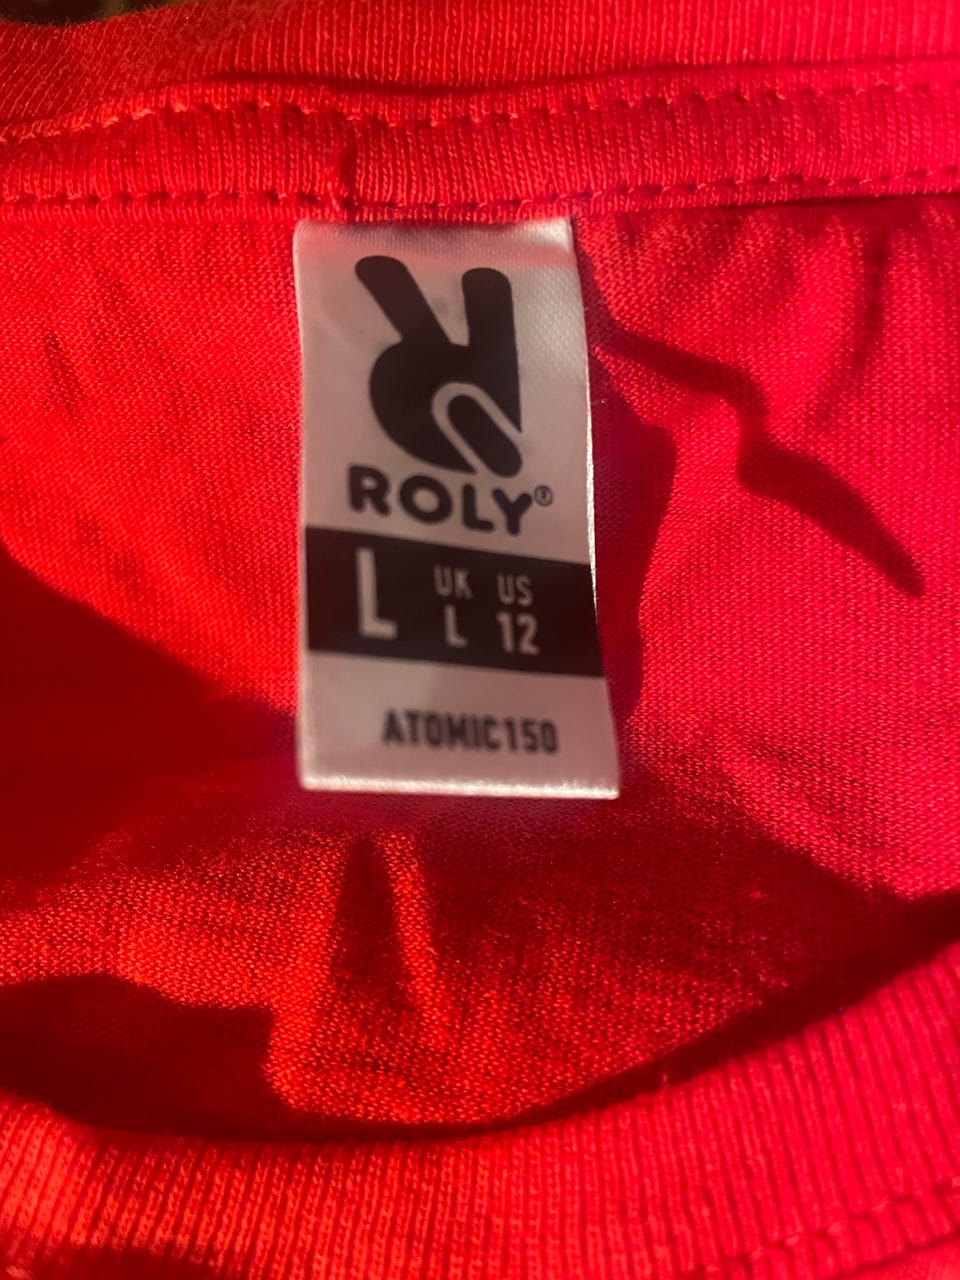 ROLY®
L UK US
L 12
ATOMIC150